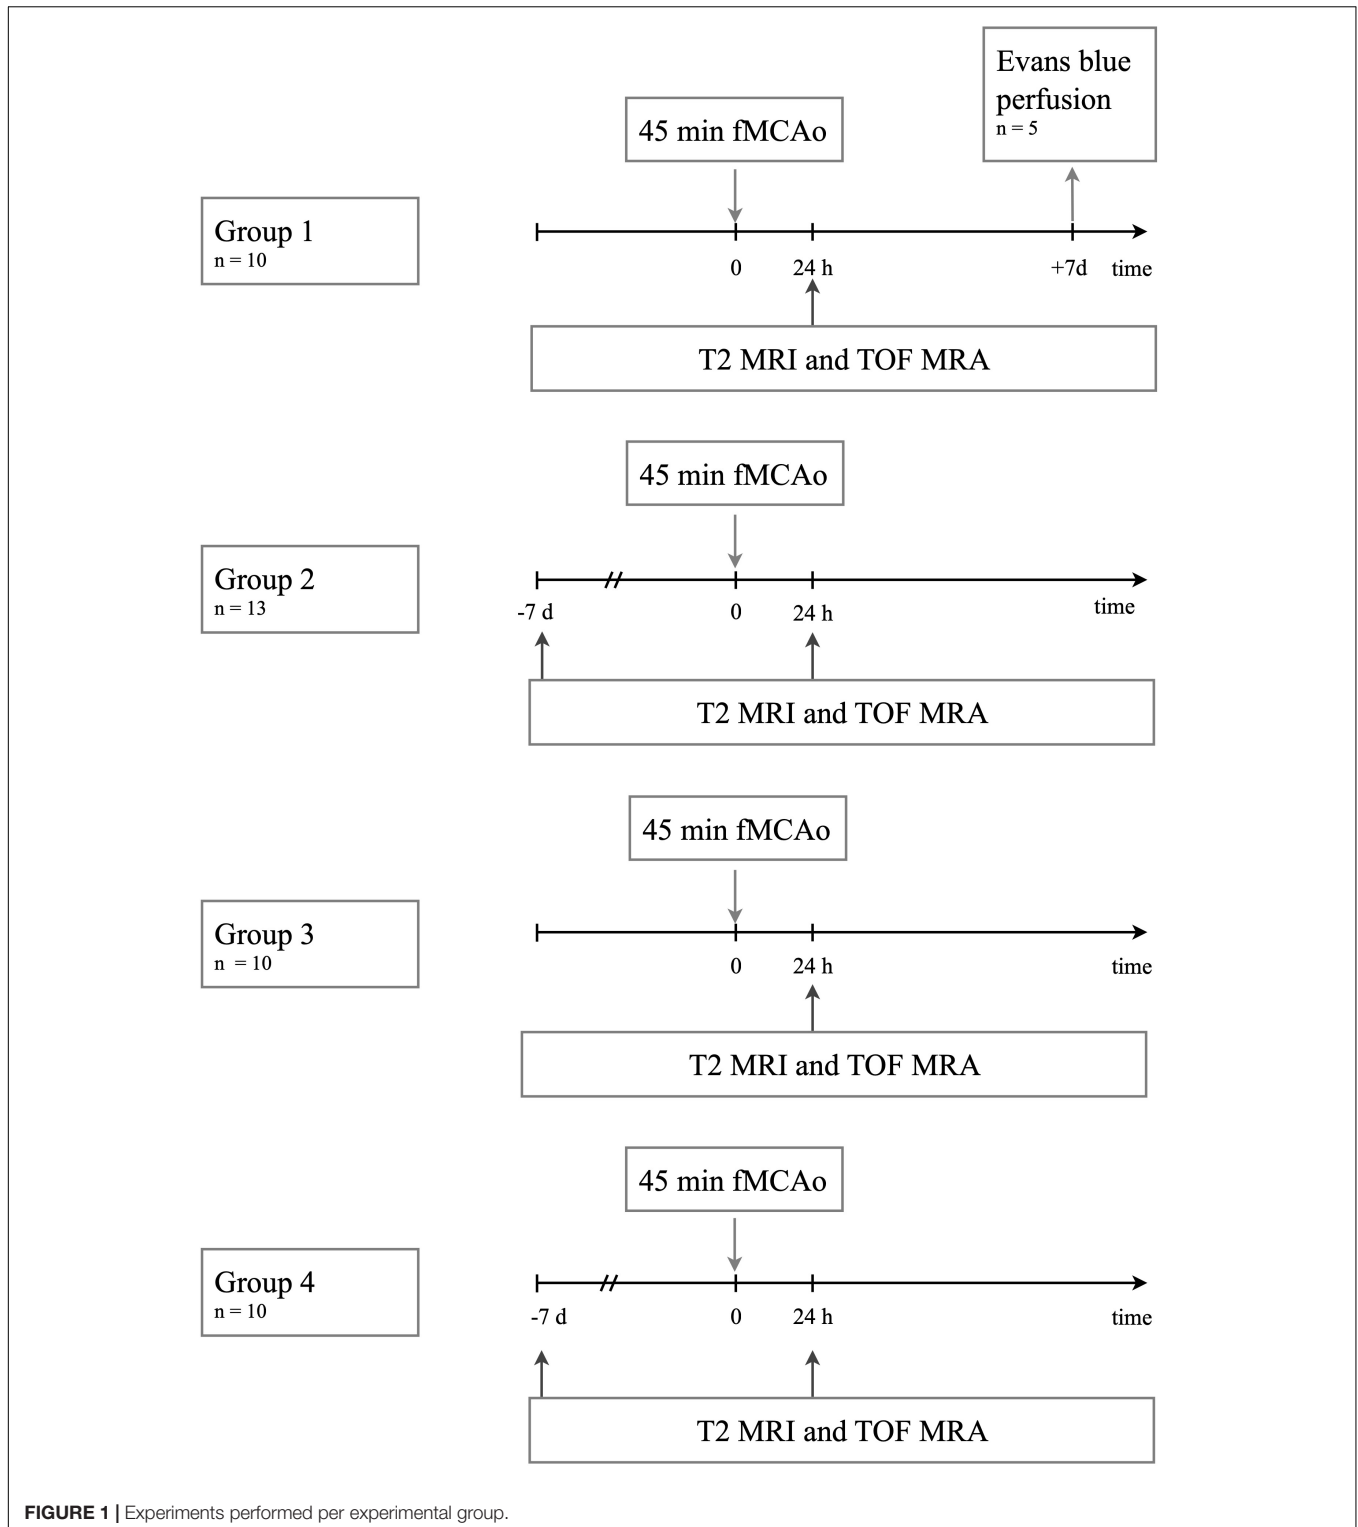 Evans blue
perfusion
n = 5
45 min fMCAo
Group 1
n = 10
0 24 h +7d time
T2 MRI and TOF MRA
45 min fMCAo
Group 2
n = 13
-7 d 0 24 h time
T2 MRI and TOF MRA
45 min fMCAo
Group 3
n = 10
0 24 h time
T2 MRI and TOF MRA
45 min fMCAo
Group 4
n = 10
-7 d 0 24 h time
T2 MRI and TOF MRA
FIGURE 1 | Experiments performed per experimental group.